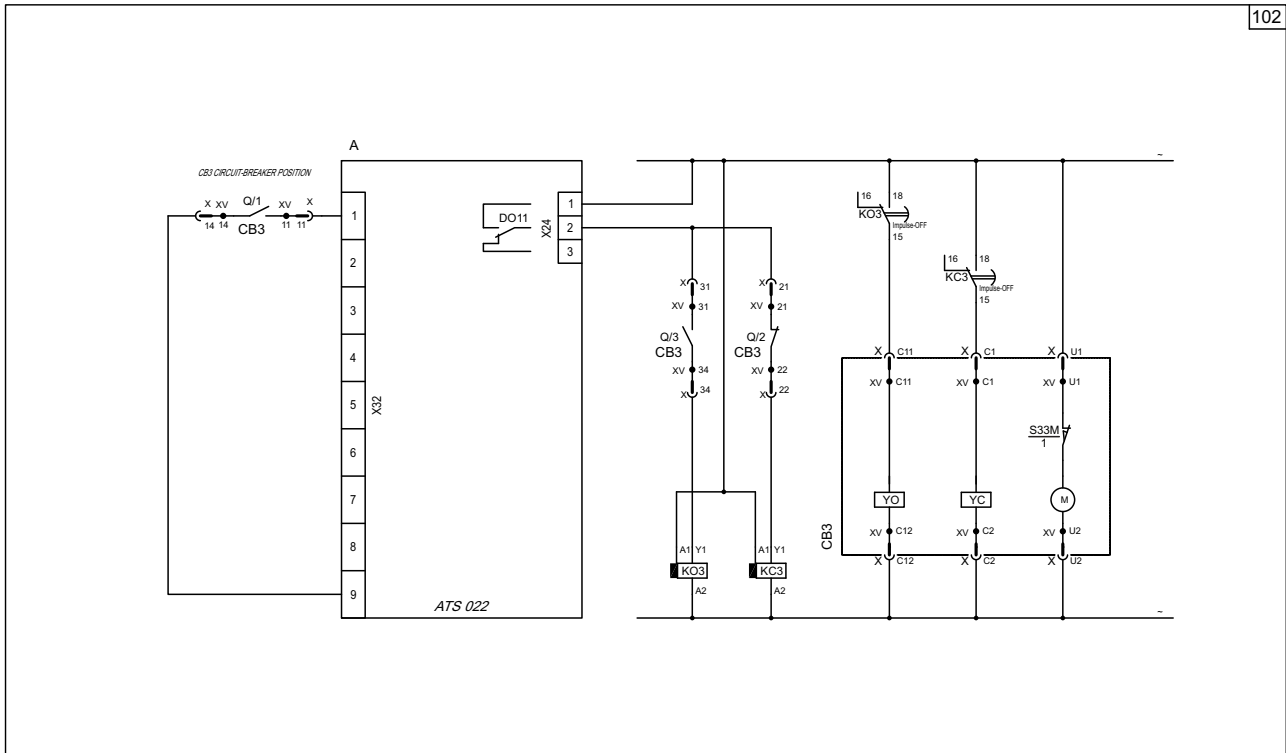 102
A
~
CB3 CIRCUIT-BREAKER POSITION
X XV Q/1 XV X
14 14 CB3 11 11
1
2
3
4
5
6
7
8
9
X32
DO11
X24
1
2
3
ATS 022
X 31
XV 31
Q/3
CB3
XV 34
X 34
X 21
XV 21
Q/2
CB3
XV 22
X 22
A1 Y1
KO3
A2
A1 Y1
KC3
A2
16 18
KO3
Impulse-OFF
15
16 18
KC3
Impulse-OFF
15
X C11 X C1 X U1
XV C11 XV C1 XV U1
S33M
1
YO YC M
XV C12 XV C2 XV U2
X C12 X C2 X U2
CB3
~